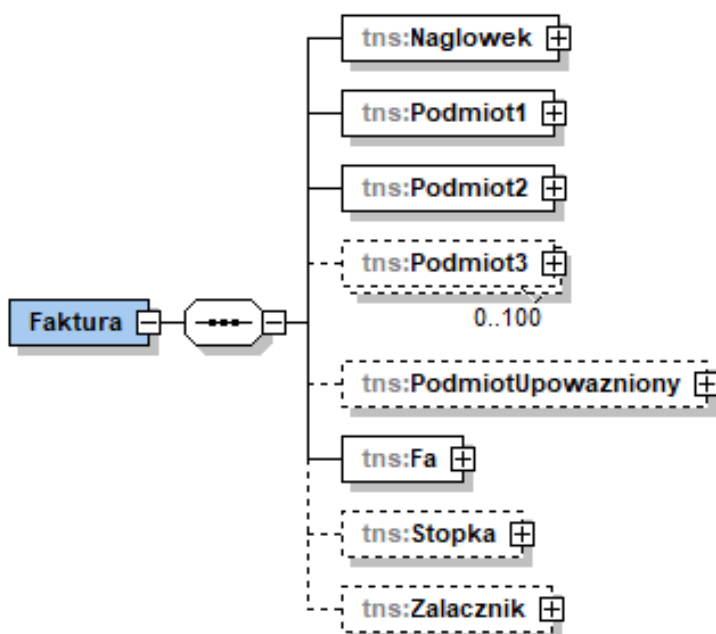 tns:Naglowek
tns:Podmiot1
tns:Podmiot2
tns:Podmiot3
0..100
Faktura
tns:PodmiotUpowazniony
tns:Fa
tns:Stopka
tns:Zalacznik